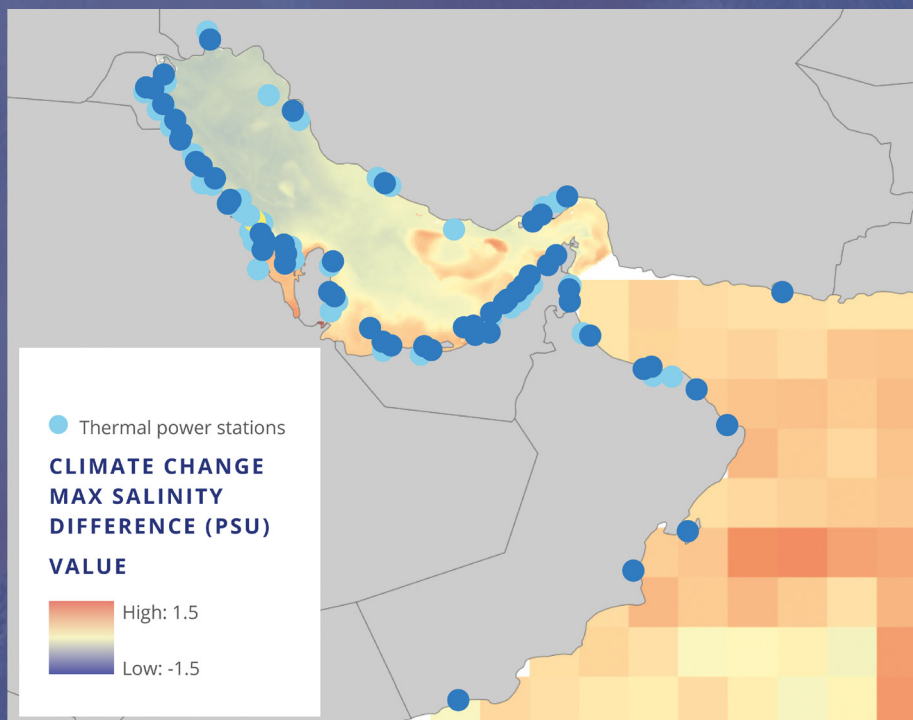 Thermal power stations
CLIMATE CHANGE
MAX SALINITY
DIFFERENCE (PSU)
VALUE
High: 1.5
Low: -1.5